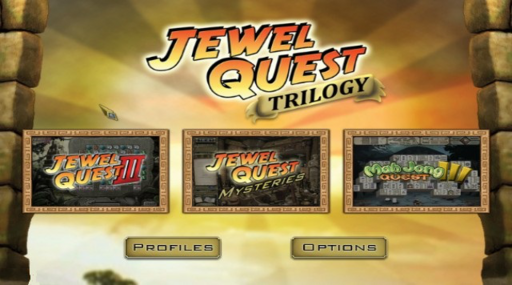 JEWEL
QUEST
TRILOGY
JEWEL
QUEST III
JEWEL
QUEST
MYSTERIES
Mah Jong III
QUEST
PROFILES
OPTIONS